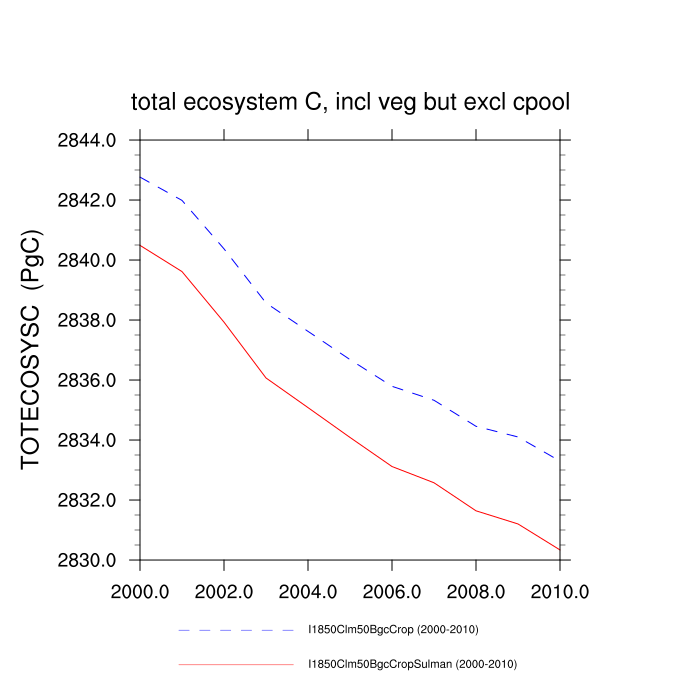 total ecosystem C, incl veg but excl cpool
TOTECOSYSC (PgC)
2844.0
2842.0
2840.0
2838.0
2836.0
2834.0
2832.0
2830.0
2000.0 2002.0 2004.0 2006.0 2008.0 2010.0
I1850Clm50BgcCrop (2000-2010)
I1850Clm50BgcCropSulman (2000-2010)